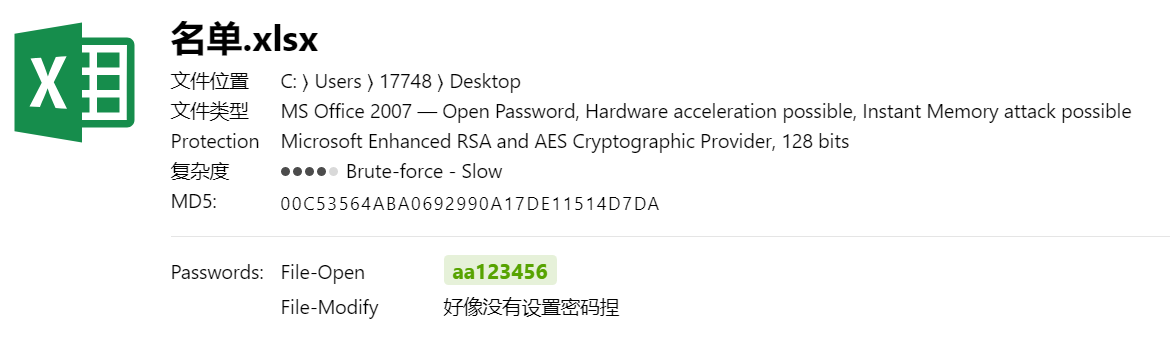 名单.xlsx
文件位置 C: 〉 Users 〉 17748 〉 Desktop
文件类型 MS Office 2007 — Open Password, Hardware acceleration possible, Instant Memory attack possible
Protection Microsoft Enhanced RSA and AES Cryptographic Provider, 128 bits
复杂度 Brute-force - Slow
MD5: 00C53564ABA0692990A17DE11514D7DA
Passwords: File-Open aa123456
File-Modify 好像没有设置密码捏